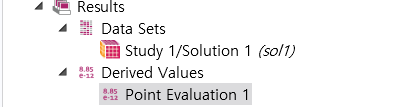 Results
Data Sets
Study 1/Solution 1 (sol1)
8.85
e-12 Derived Values
8.85
e-12 Point Evaluation 1